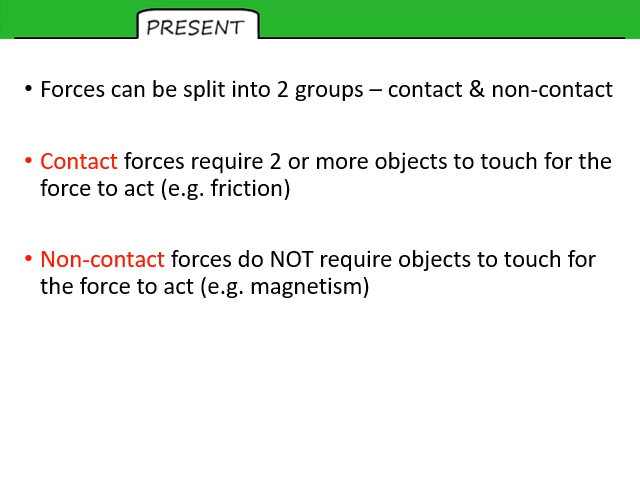 PRESENT
• Forces can be split into 2 groups – contact & non-contact
• Contact forces require 2 or more objects to touch for the
force to act (e.g. friction)
• Non-contact forces do NOT require objects to touch for
the force to act (e.g. magnetism)